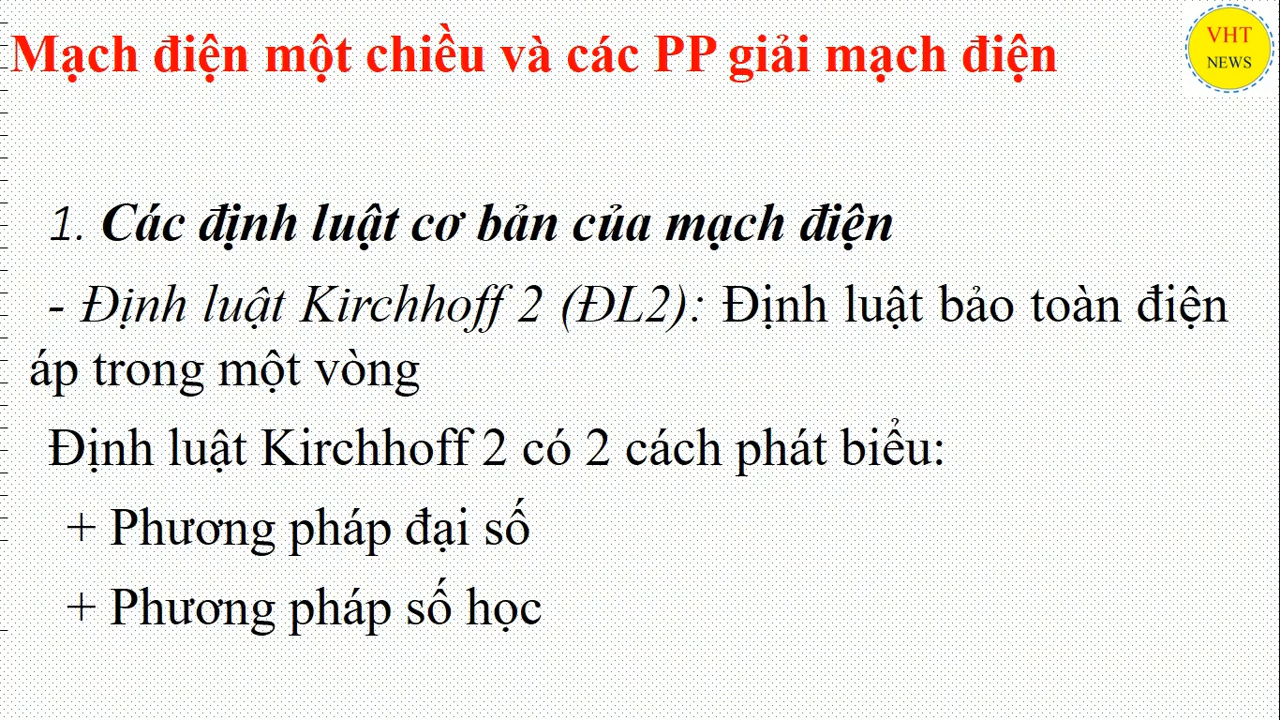 Mạch điện một chiều và các PP giải mạch điện
VHT
NEWS
1. Các định luật cơ bản của mạch điện
- Định luật Kirchhoff 2 (ĐL2): Định luật bảo toàn điện
áp trong một vòng
Định luật Kirchhoff 2 có 2 cách phát biểu:
+ Phương pháp đại số
+ Phương pháp số học